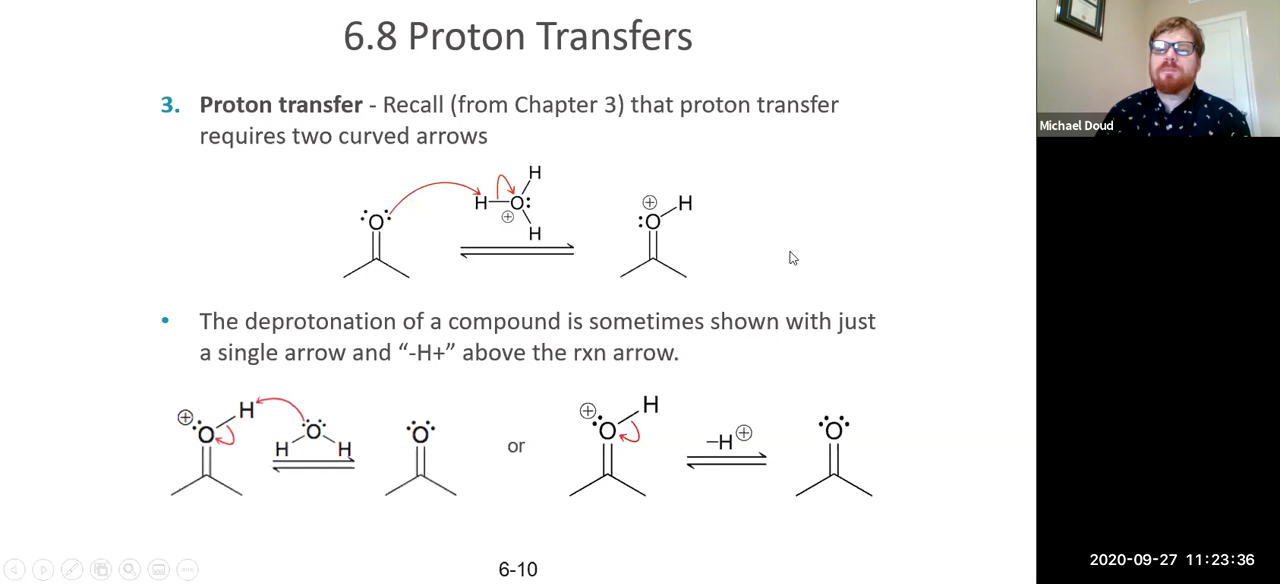 6.8 Proton Transfers
3. Proton transfer - Recall (from Chapter 3) that proton transfer
requires two curved arrows
H
H—O:
⊕
H
:O:
⊕
H
:O
• The deprotonation of a compound is sometimes shown with just
a single arrow and “-H+” above the rxn arrow.
⊕
H
O
O
H
H
O
or
⊕
H
O
–H⊕
O
6-10
Michael Doud
2020-09-27 11:23:36